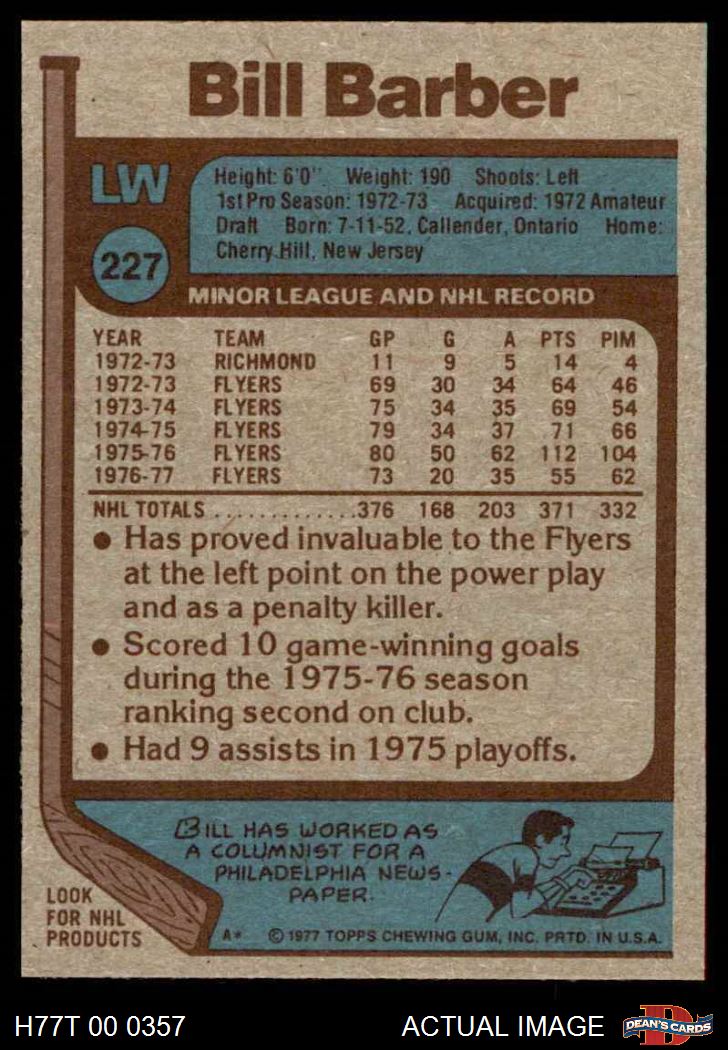 Bill Barber
LW
Height: 6'0" Weight: 190 Shoots: Left
1st Pro Season: 1972-73 Acquired: 1972 Amateur
Draft Born: 7-11-52, Callender, Ontario Home:
Cherry Hill, New Jersey
227
MINOR LEAGUE AND NHL RECORD
YEAR TEAM GP G A PTS PIM
1972-73 RICHMOND 11 9 5 14 4
1972-73 FLYERS 69 30 34 64 46
1973-74 FLYERS 75 34 35 69 54
1974-75 FLYERS 79 34 37 71 66
1975-76 FLYERS 80 50 62 112 104
1976-77 FLYERS 73 20 35 55 62
NHL TOTALS .............376 168 203 371 332
● Has proved invaluable to the Flyers
at the left point on the power play
and as a penalty killer.
● Scored 10 game-winning goals
during the 1975-76 season
ranking second on club.
● Had 9 assists in 1975 playoffs.
BILL HAS WORKED AS
A COLUMNIST FOR A
PHILADELPHIA NEWS-
PAPER.
LOOK
FOR NHL
PRODUCTS
A* © 1977 TOPPS CHEWING GUM, INC. PRTD. IN U.S.A.
H77T 00 0357 ACTUAL IMAGE
D
DEAN'S CARDS